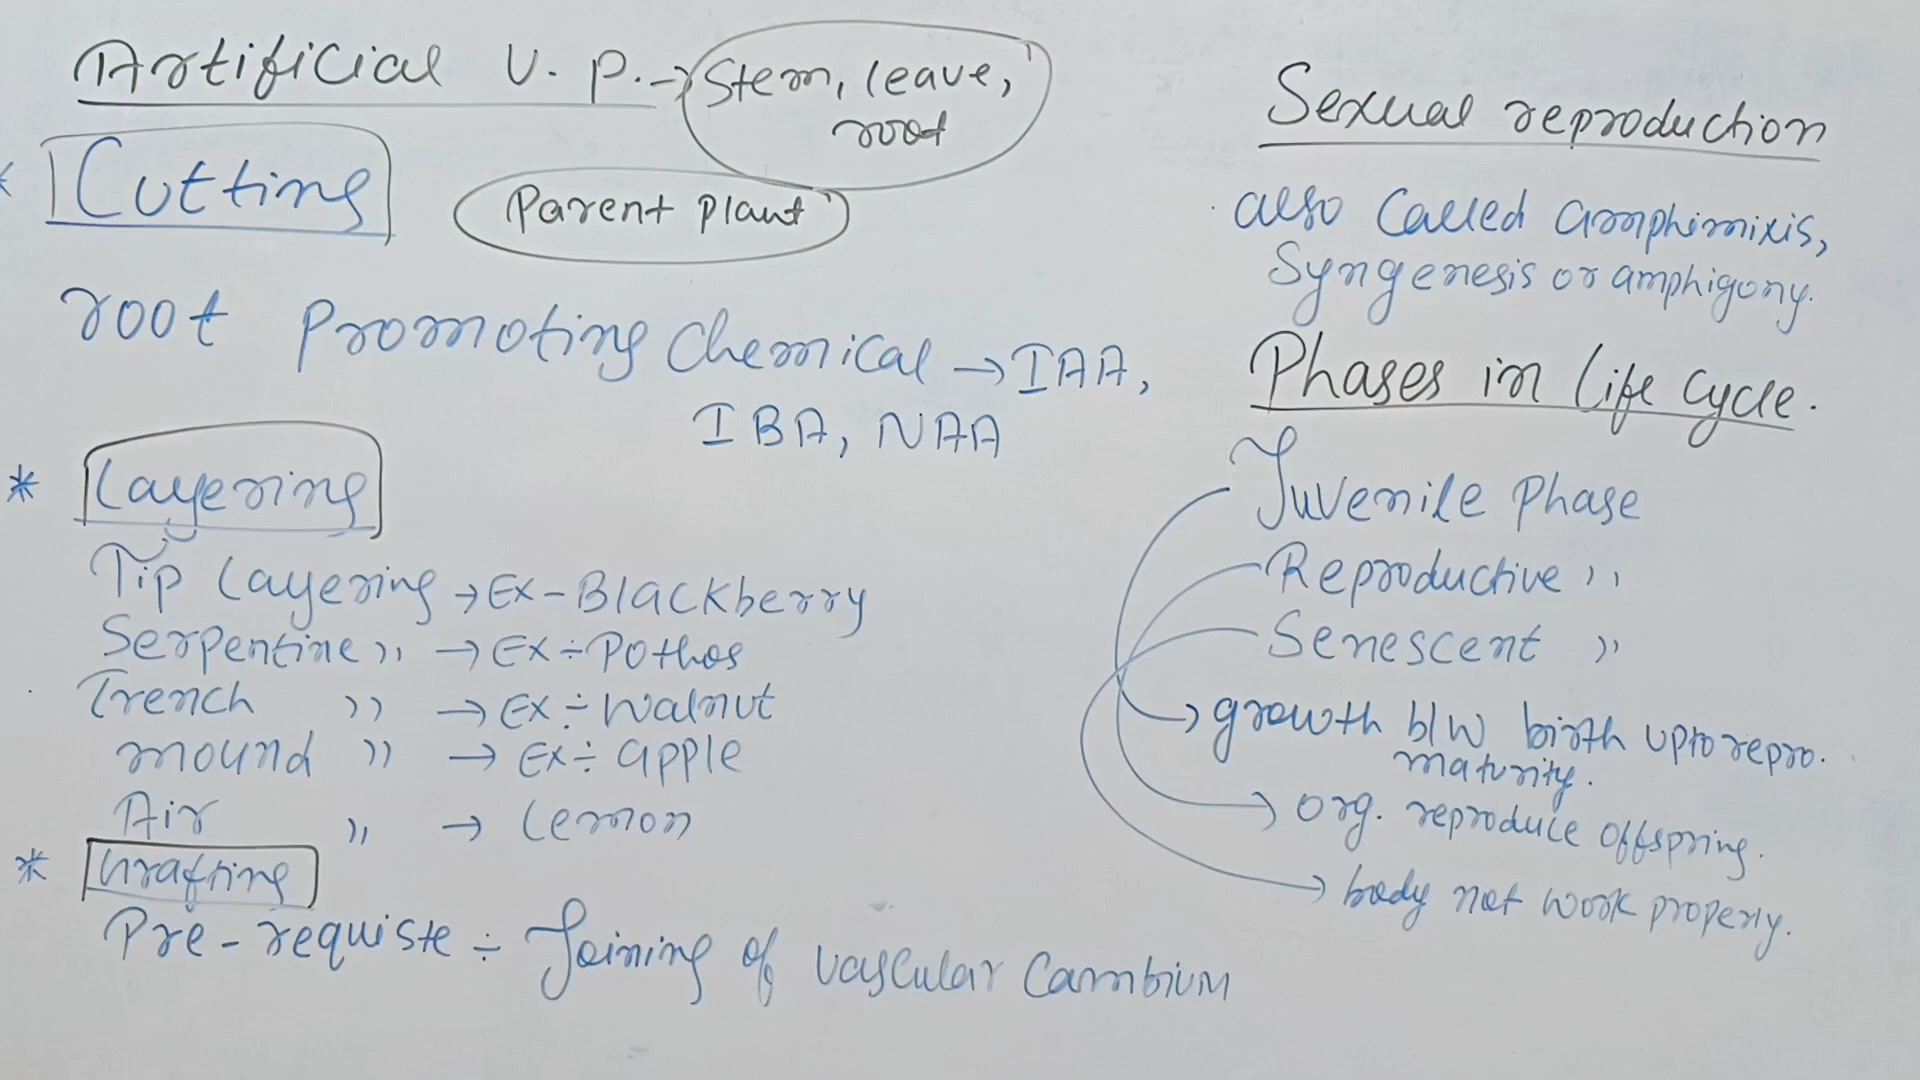 Artificial V. P. → Stem, leave,
root
Cutting
Parent plant
root promoting chemical → IAA,
IBA, NAA
* Layering
Tip Layering → Ex - Blackberry
Serpentine " → Ex ÷ Pothos
Trench " → Ex ÷ Walnut
mound " → Ex ÷ apple
Air " → Lemon
* Grafting
Pre-requiste ÷ Joining of vascular Cambium
Sexual reproduction
also Called amphimixis,
Syngenesis or amphigony.
Phases in Life Cycle.
Juvenile Phase
Reproductive "
Senescent "
→ growth b/w birth upto repro.
maturity.
→ org. reproduce offspring.
→ body not work properly.